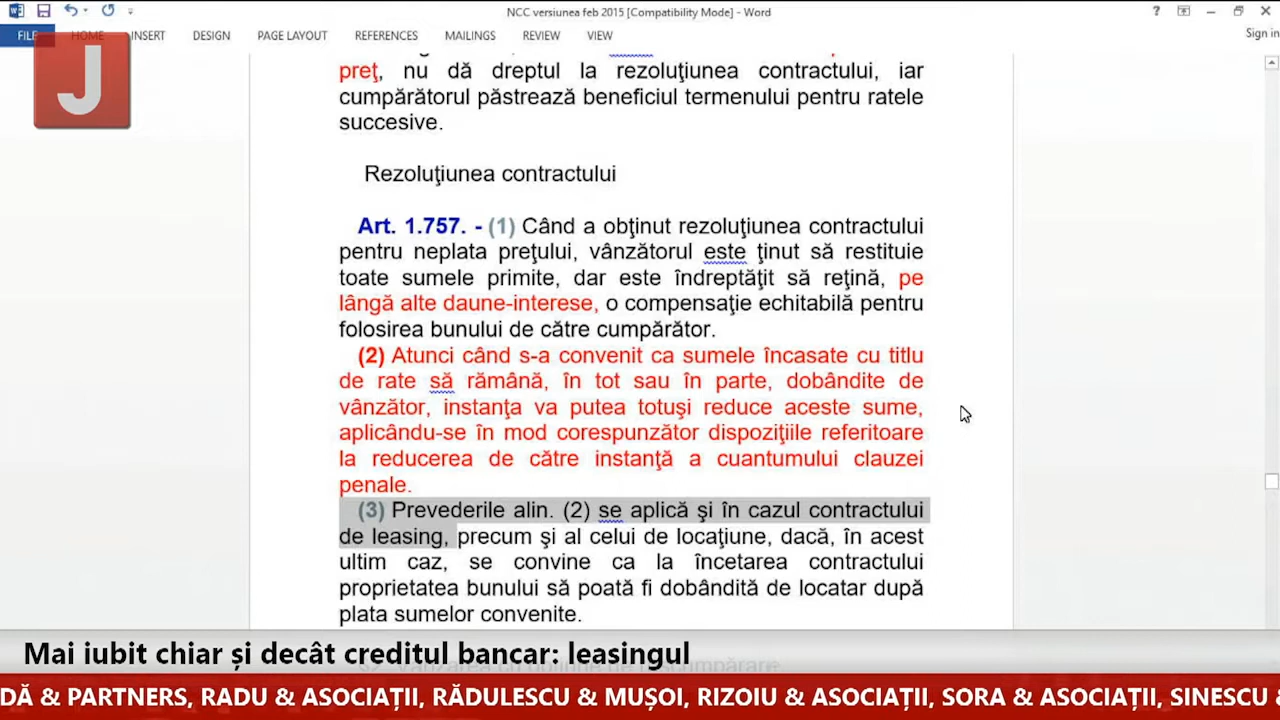 NCC versiunea feb 2015 [Compatibility Mode] - Word
FILE HOME INSERT DESIGN PAGE LAYOUT REFERENCES MAILINGS REVIEW VIEW Sign in
J
preţ, nu dă dreptul la rezoluţiunea contractului, iar
cumpărătorul păstrează beneficiul termenului pentru ratele
succesive.
Rezoluţiunea contractului
Art. 1.757. - (1) Când a obţinut rezoluţiunea contractului
pentru neplata preţului, vânzătorul este ţinut să restituie
toate sumele primite, dar este îndreptăţit să reţină, pe
lângă alte daune-interese, o compensaţie echitabilă pentru
folosirea bunului de către cumpărător.
(2) Atunci când s-a convenit ca sumele încasate cu titlu
de rate să rămână, în tot sau în parte, dobândite de
vânzător, instanţa va putea totuşi reduce aceste sume,
aplicându-se în mod corespunzător dispoziţiile referitoare
la reducerea de către instanţă a cuantumului clauzei
penale.
(3) Prevederile alin. (2) se aplică şi în cazul contractului
de leasing, precum şi al celui de locaţiune, dacă, în acest
ultim caz, se convine ca la încetarea contractului
proprietatea bunului să poată fi dobândită de locatar după
plata sumelor convenite.
Mai iubit chiar și decât creditul bancar: leasingul
DĂ & PARTNERS, RADU & ASOCIAȚII, RĂDULESCU & MUȘOI, RIZOIU & ASOCIAȚII, SORA & ASOCIAȚII, SINESCU &